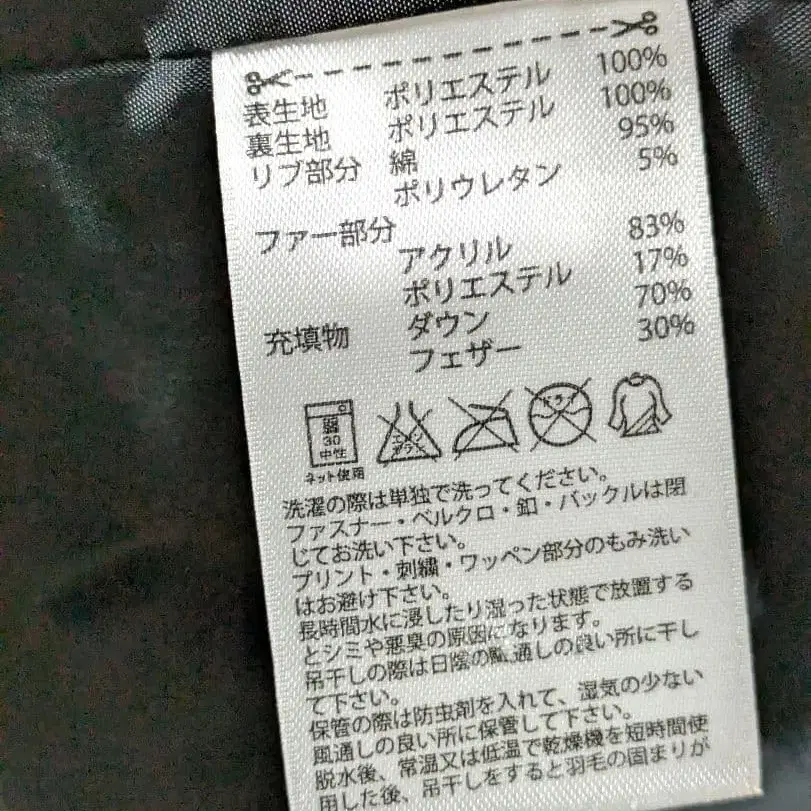 表生地 ポリエステル 100%
裏生地 ポリエステル 100%
リブ部分 綿 95%
ポリウレタン 5%
ファー部分
アクリル 83%
ポリエステル 17%
充填物 ダウン 70%
フェザー 30%
弱
30
中性
ネット使用
エンソ
サラシ
ドライ
洗濯の際は単独で洗ってください。
ファスナー・ベルクロ・釦・バックルは閉
じてお洗い下さい。
プリント・刺繍・ワッペン部分のもみ洗い
はお避け下さい。
長時間水に浸したり湿った状態で放置する
とシミや悪臭の原因になります。
吊干しの際は日陰の風通しの良い所に干し
て下さい。
保管の際は防虫剤を入れて、湿気の少ない
風通しの良い所に保管して下さい。
脱水後、常温又は低温で乾燥機を短時間使
用した後、吊干しをすると羽毛の固まりが